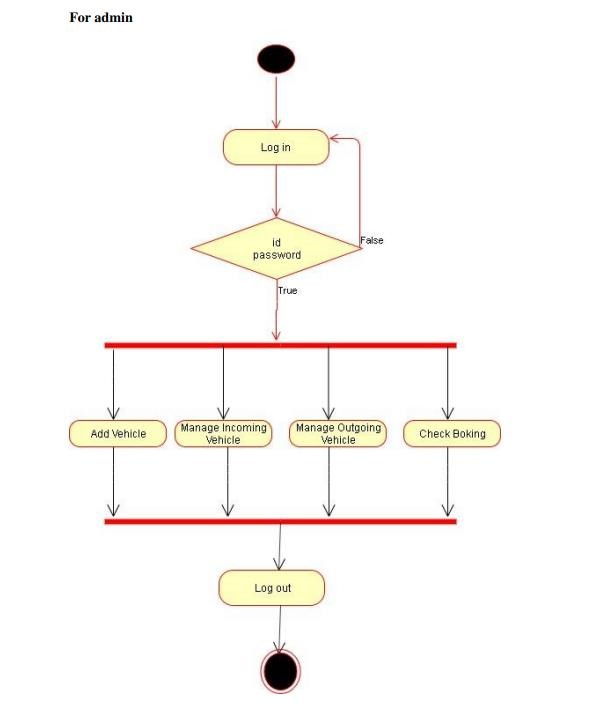 For admin
Log in
id
password
False
True
Add Vehicle
Manage Incoming
Vehicle
Manage Outgoing
Vehicle
Check Boking
Log out